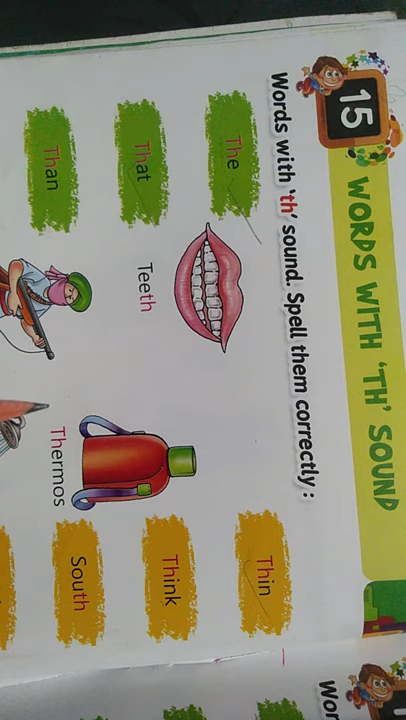 15
WORDS WITH 'TH' SOUND
Words with 'th' sound. Spell them correctly :
The
Teeth
Thin
That
Thermos
Think
Than
South
Wor